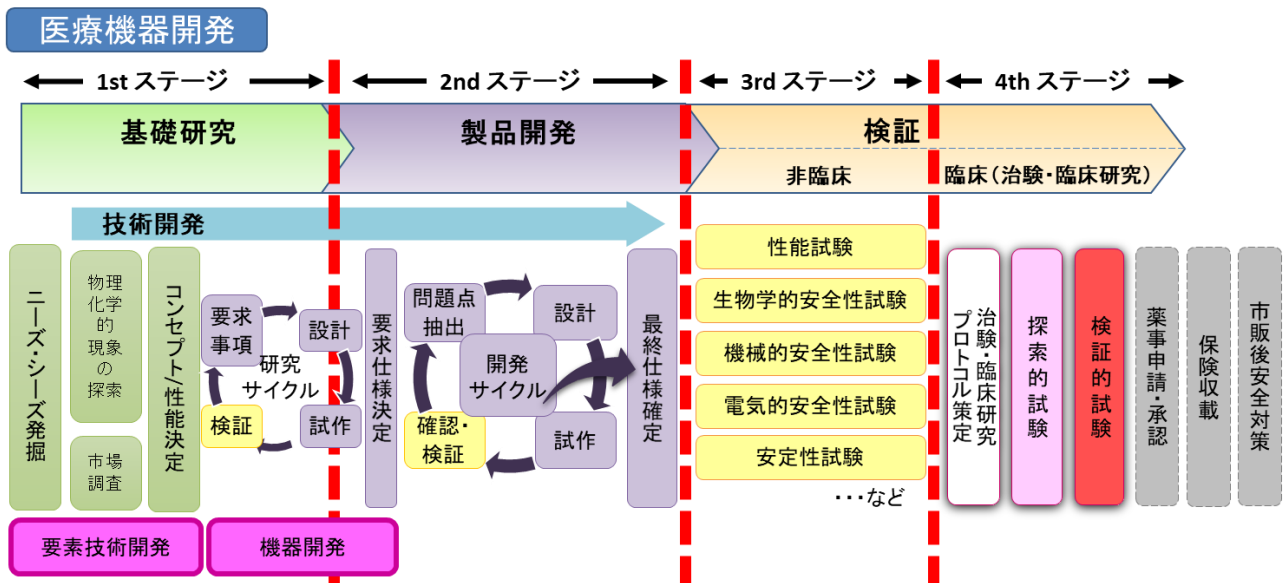 医療機器開発
1st ステージ
2nd ステージ
3rd ステージ
4th ステージ
基礎研究
製品開発
検証
非臨床
臨床(治験・臨床研究)
技術開発
ニーズ・シーズ発掘
物理
化学
的
現象
の
探索
市場
調査
コンセプト/性能決定
要求
事項
設計
研究
サイクル
検証
試作
要求仕様決定
問題点
抽出
設計
開発
サイクル
確認・
検証
試作
最終仕様確定
性能試験
生物学的安全性試験
機械的安全性試験
電気的安全性試験
安定性試験
・・・など
治験・臨床研究
プロトコル策定
探索的試験
検証的試験
薬事申請・承認
保険収載
市販後安全対策
要素技術開発
機器開発